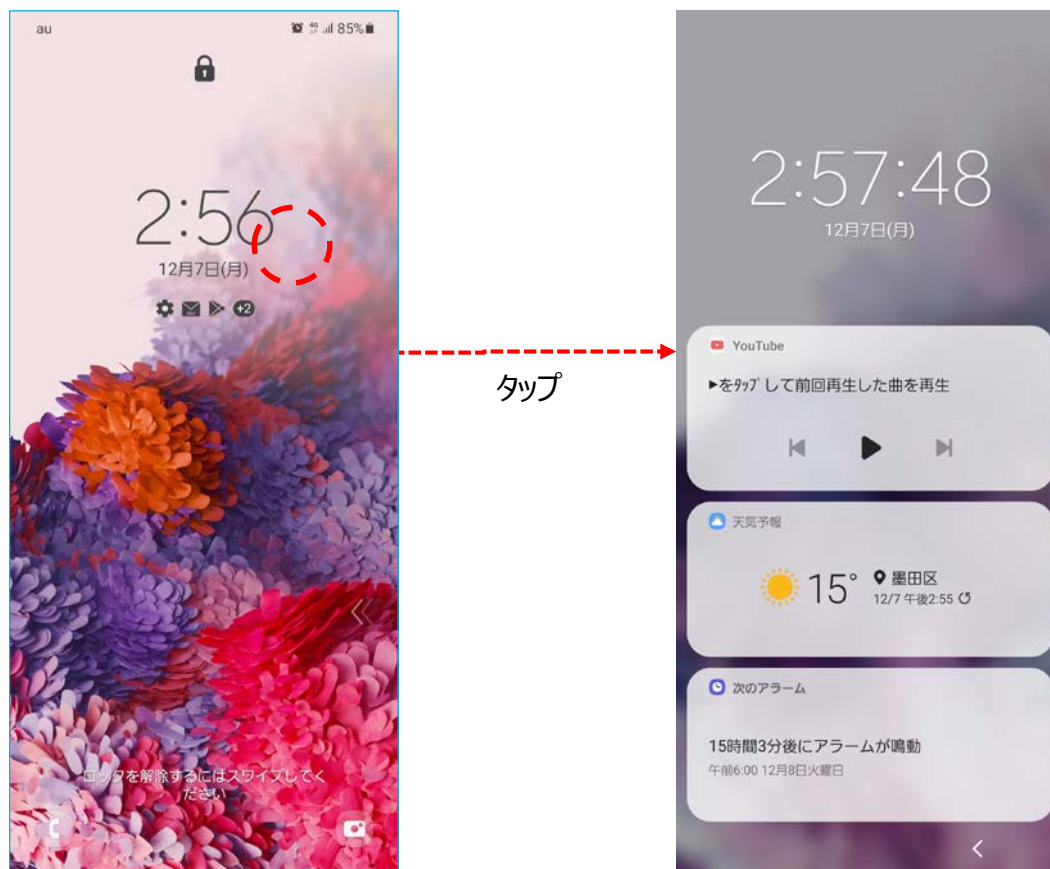 au
4G
85%
2:56
12月7日(月)
+2
ロックを解除するにはスワイプしてく
ださい
タップ
2:57:48
12月7日(月)
YouTube
▶をﾀｯﾌﾟして前回再生した曲を再生
天気予報
15°
墨田区
12/7 午後2:55
次のアラーム
15時間3分後にアラームが鳴動
午前6:00 12月8日火曜日